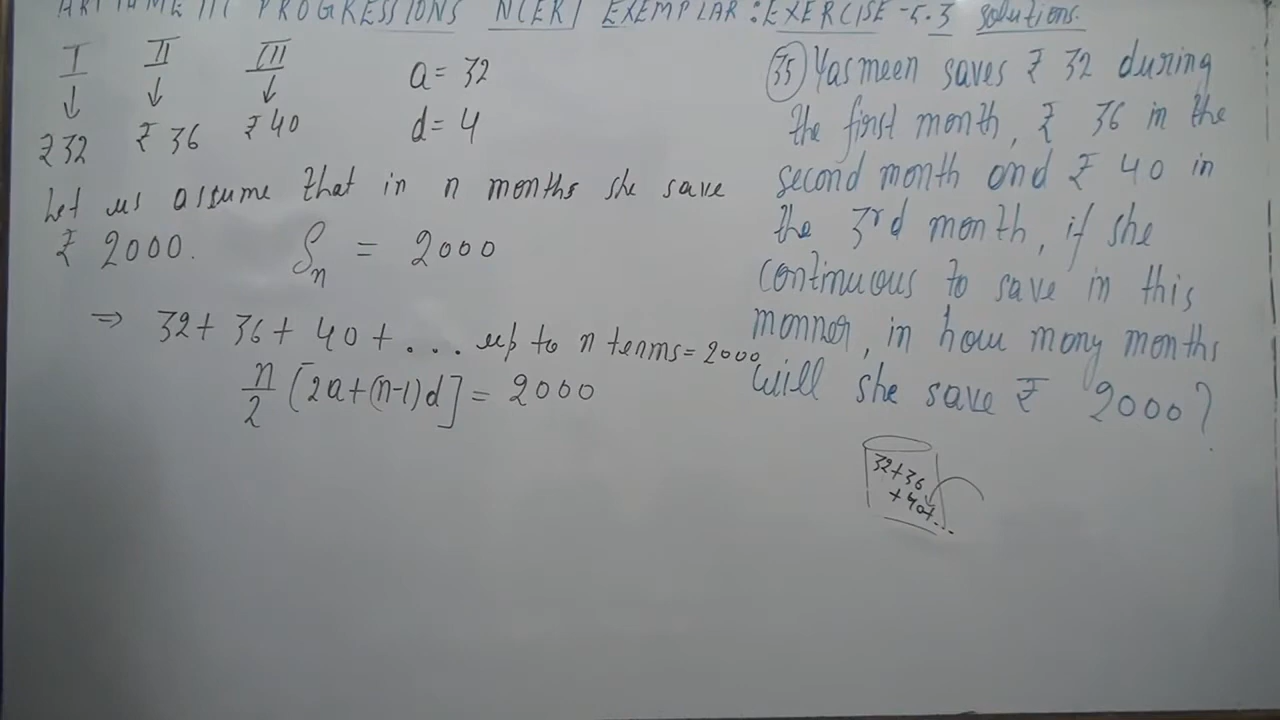 ARITHMETIC PROGRESSIONS NCERT EXEMPLAR : EXERCISE - 5.3 solutions.
I II III
↓ ↓ ↓
₹32 ₹ 36 ₹40
a = 32
d = 4
Let us assume that in n months she save
₹ 2000. Sn = 2000
⇒ 32 + 36 + 40 + . . . up to n terms = 2000
n/2 [2a+(n-1)d] = 2000
35 Yasmeen saves ₹ 32 during
the first month, ₹ 36 in the
second month and ₹ 40 in
the 3rd month, if she
continuous to save in this
manner, in how many months
will she save ₹ 2000?
32+36
+40+...